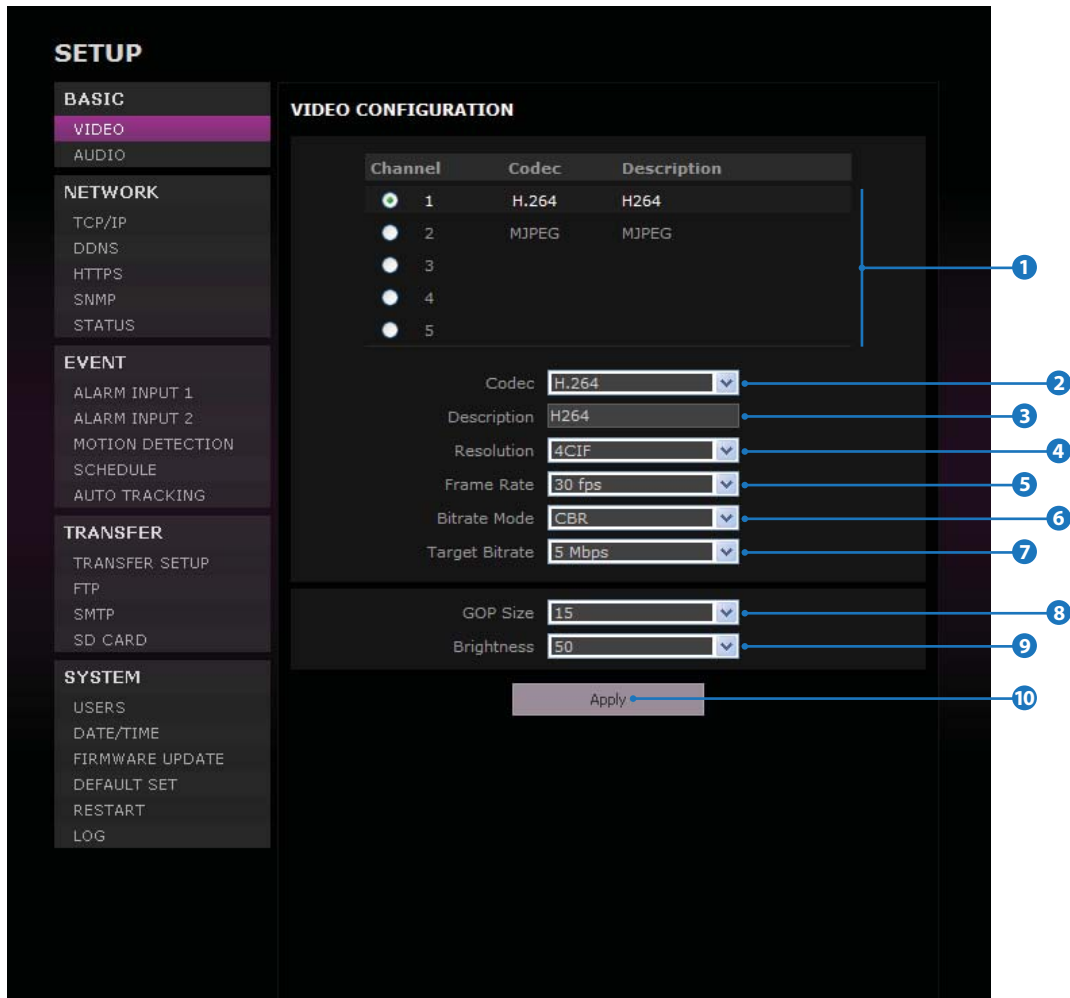 SETUP
BASIC
VIDEO
AUDIO
NETWORK
TCP/IP
DDNS
HTTPS
SNMP
STATUS
EVENT
ALARM INPUT 1
ALARM INPUT 2
MOTION DETECTION
SCHEDULE
AUTO TRACKING
TRANSFER
TRANSFER SETUP
FTP
SMTP
SD CARD
SYSTEM
USERS
DATE/TIME
FIRMWARE UPDATE
DEFAULT SET
RESTART
LOG
VIDEO CONFIGURATION
Channel Codec Description
1 H.264 H264
2 MJPEG MJPEG
3
4
5
1
Codec H.264 2
Description H264 3
Resolution 4CIF 4
Frame Rate 30 fps 5
Bitrate Mode CBR 6
Target Bitrate 5 Mbps 7
GOP Size 15 8
Brightness 50 9
Apply 10